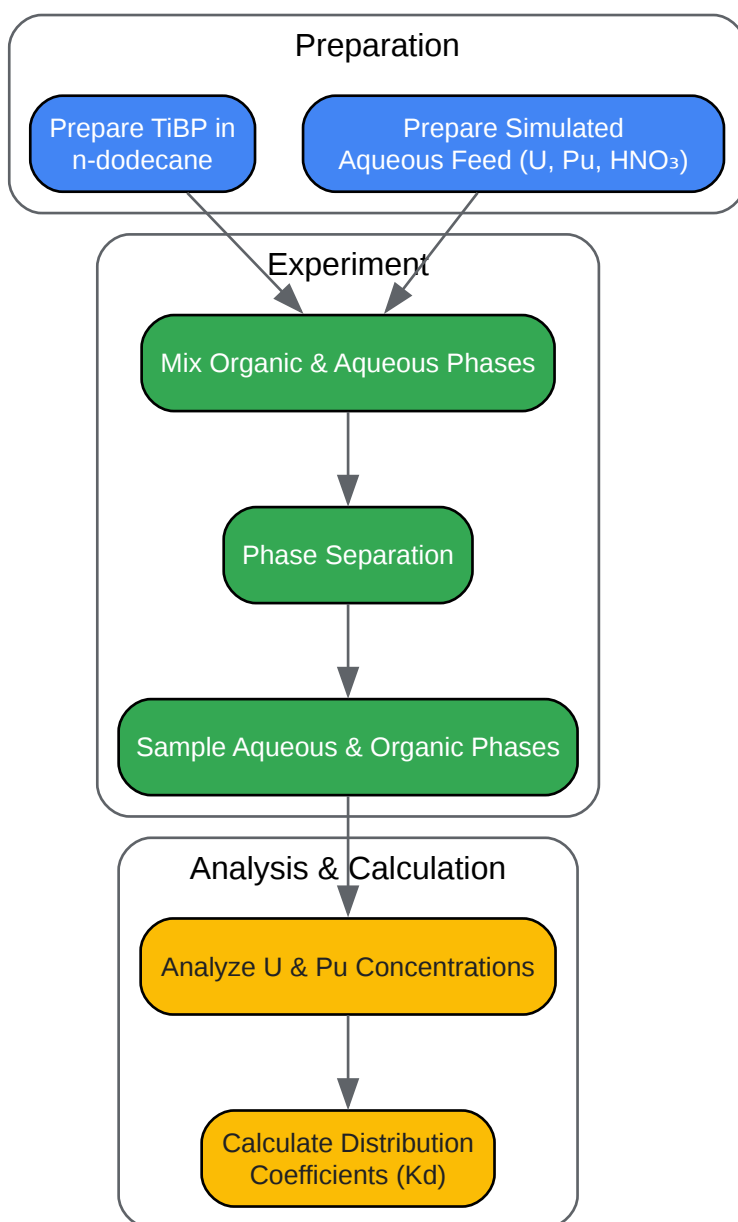 Preparation
Prepare TiBP in
n-dodecane
Prepare Simulated
Aqueous Feed (U, Pu, HNO₃)
Experiment
Mix Organic & Aqueous Phases
Phase Separation
Sample Aqueous & Organic Phases
Analysis & Calculation
Analyze U & Pu Concentrations
Calculate Distribution
Coefficients (Kd)